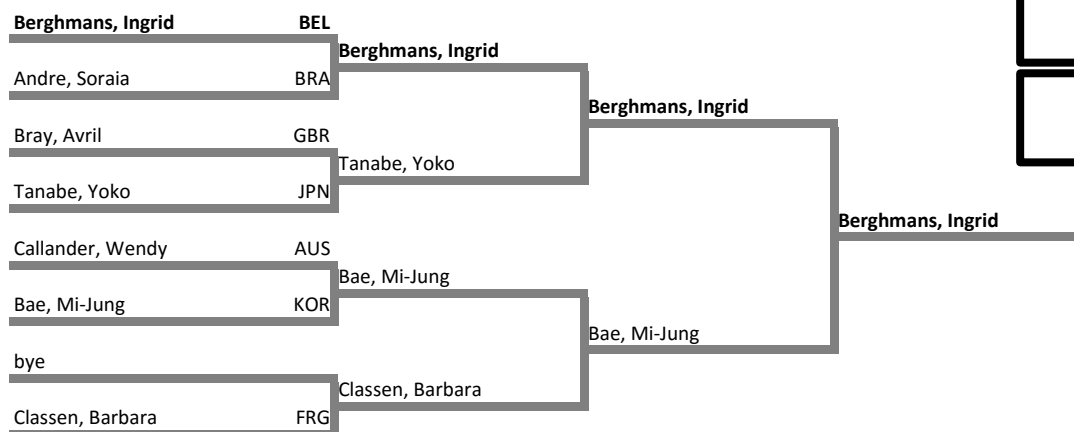 Berghmans, Ingrid BEL
Berghmans, Ingrid
Andre, Soraia BRA
Berghmans, Ingrid
Bray, Avril GBR
Tanabe, Yoko
Tanabe, Yoko JPN
Berghmans, Ingrid
Callander, Wendy AUS
Bae, Mi-Jung
Bae, Mi-Jung KOR
Bae, Mi-Jung
bye
Classen, Barbara
Classen, Barbara FRG